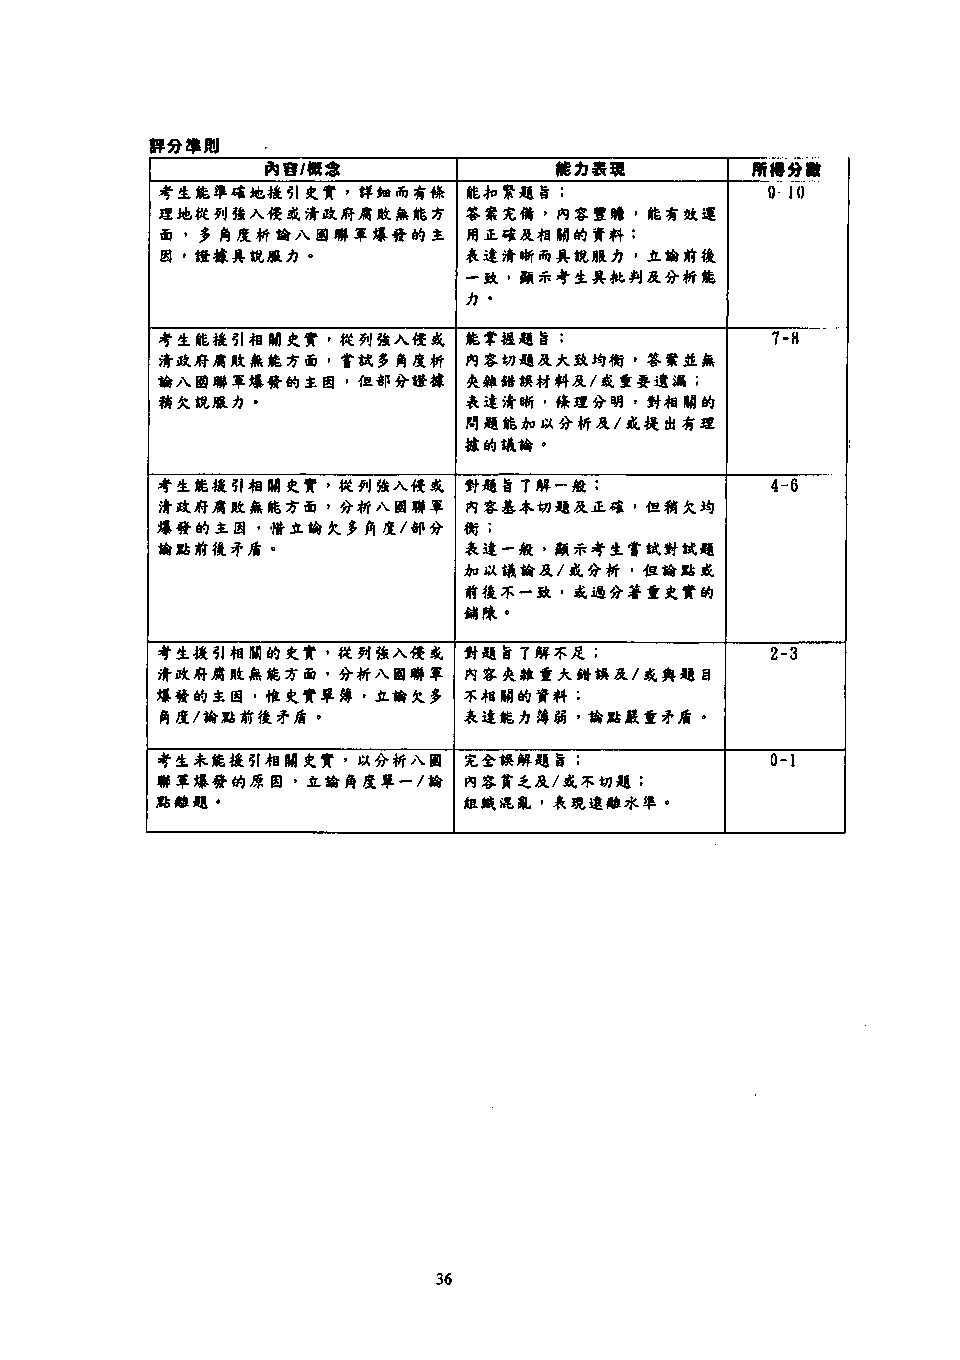 評分準則
內容/概念 能力表現 所得分數
考生能準確地援引史實，詳細而有條
理地從列強入侵或清政府腐敗無能方
面，多角度析論八國聯軍爆發的主
因，證據具說服力。
能扣緊題旨；
答案完備，內容豐贍，能有效運
用正確及相關的資料；
表達清晰而具說服力，立論前後
一致，顯示考生具批判及分析能
力。
9-10
考生能援引相關史實，從列強入侵或
清政府腐敗無能方面，嘗試多角度析
論八國聯軍爆發的主因，但部分證據
稍欠說服力。
能掌握題旨；
內容切題及大致均衡，答案並無
夾雜錯誤材料及/或重要遺漏；
表達清晰，條理分明，對相關的
問題能加以分析及/或提出有理
據的議論。
7-8
考生能援引相關史實，從列強入侵或
清政府腐敗無能方面，分析八國聯軍
爆發的主因，惜立論欠多角度/部分
論點前後矛盾。
對題旨了解一般；
內容基本切題及正確，但稍欠均
衡；
表達一般，顯示考生嘗試對試題
加以議論及/或分析，但論點或
前後不一致，或過分著重史實的
鋪陳。
4-6
考生援引相關的史實，從列強入侵或
清政府腐敗無能方面，分析八國聯軍
爆發的主因，惟史實單薄，立論欠多
角度/論點前後矛盾。
對題旨了解不足；
內容夾雜重大錯誤及/或與題目
不相關的資料；
表達能力薄弱，論點嚴重矛盾。
2-3
考生未能援引相關史實，以分析八國
聯軍爆發的原因，立論角度單一/論
點離題。
完全誤解題旨；
內容貧乏及/或不切題；
組織混亂，表現遠離水準。
0-1
36